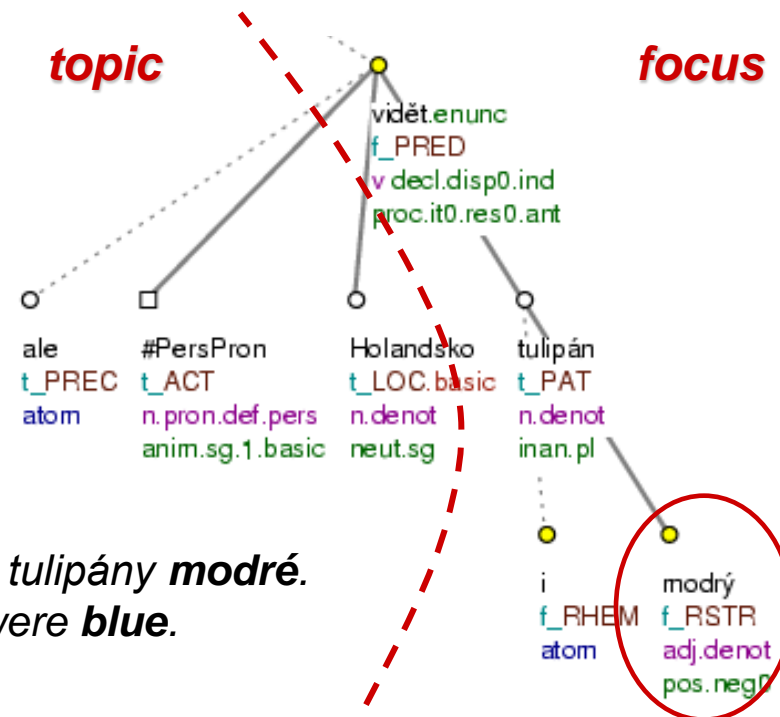 topic
focus
vidět.enunc
f_PRED
v decl.disp0.ind
proc.it0.res0.ant
ale
t_PREC
atom
#PersPron
t_ACT
n.pron.def.pers
anim.sg.1.basic
Holandsko
t_LOC.basic
n.denot
neut.sg
tulipán
t_PAT
n.denot
inan.pl
tulipány modré.
were blue.
i
f_RHEM
atom
modrý
f_RSTR
adj.denot
pos.neg0